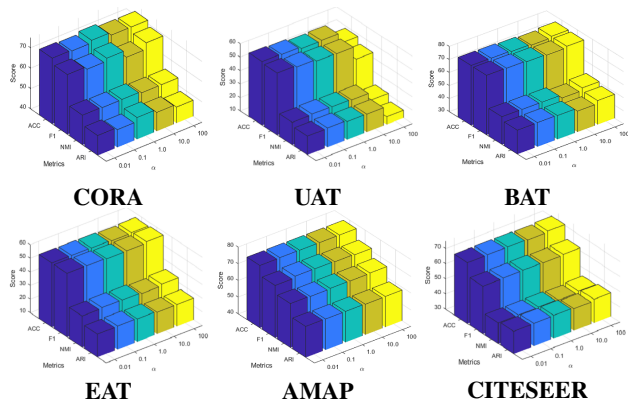 70
60
50
40
Score
ACC
F1
NMI
ARI
Metrics
0.01
0.1
1.0
10.0
100
α
CORA
60
50
40
30
20
10
Score
ACC
F1
NMI
ARI
Metrics
0.01
0.1
1.0
10.0
100
α
UAT
80
70
60
50
40
30
Score
ACC
F1
NMI
ARI
Metrics
0.01
0.1
1.0
10.0
100
α
BAT
60
50
40
30
20
10
Score
ACC
F1
NMI
ARI
Metrics
0.01
0.1
1.0
10.0
100
α
EAT
80
70
60
50
40
Score
ACC
F1
NMI
ARI
Metrics
0.01
0.1
1.0
10.0
100
α
AMAP
70
60
50
40
30
Score
ACC
F1
NMI
ARI
Metrics
0.01
0.1
1.0
10.0
100
α
CITESEER